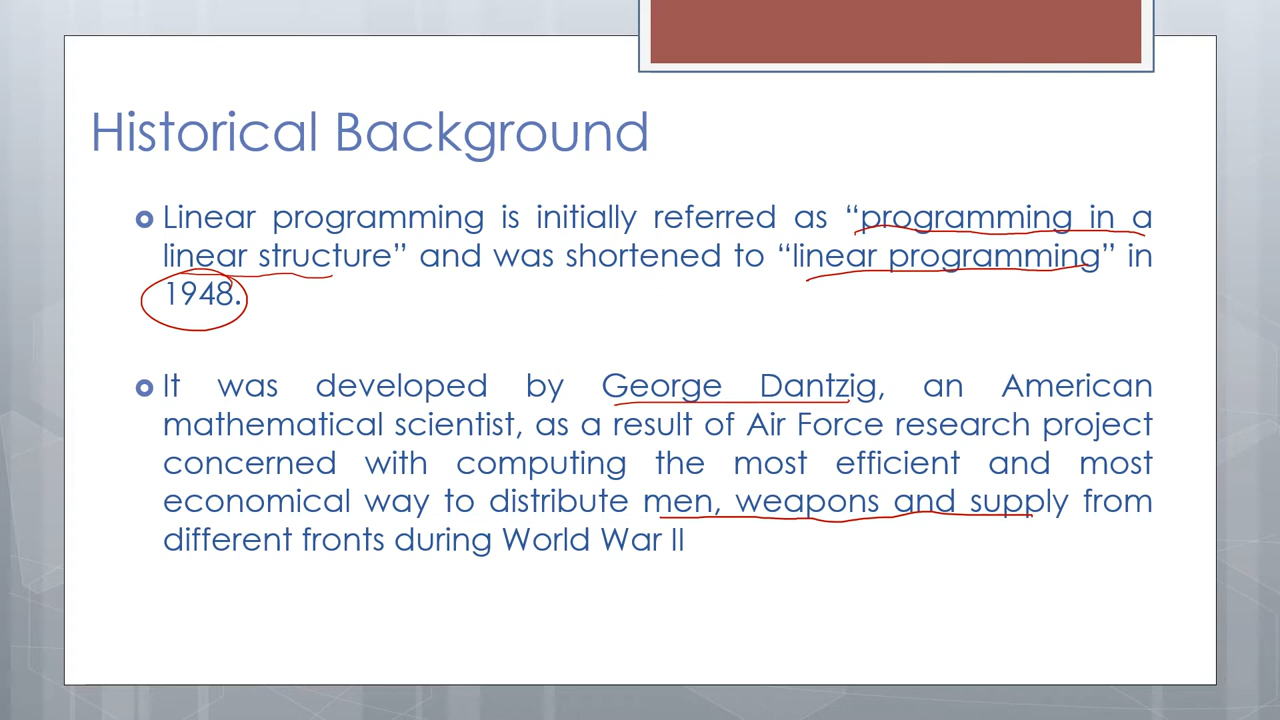 Historical Background
Linear programming is initially referred as “programming in a
linear structure” and was shortened to “linear programming” in
1948.
It was developed by George Dantzig, an American
mathematical scientist, as a result of Air Force research project
concerned with computing the most efficient and most
economical way to distribute men, weapons and supply from
different fronts during World War II